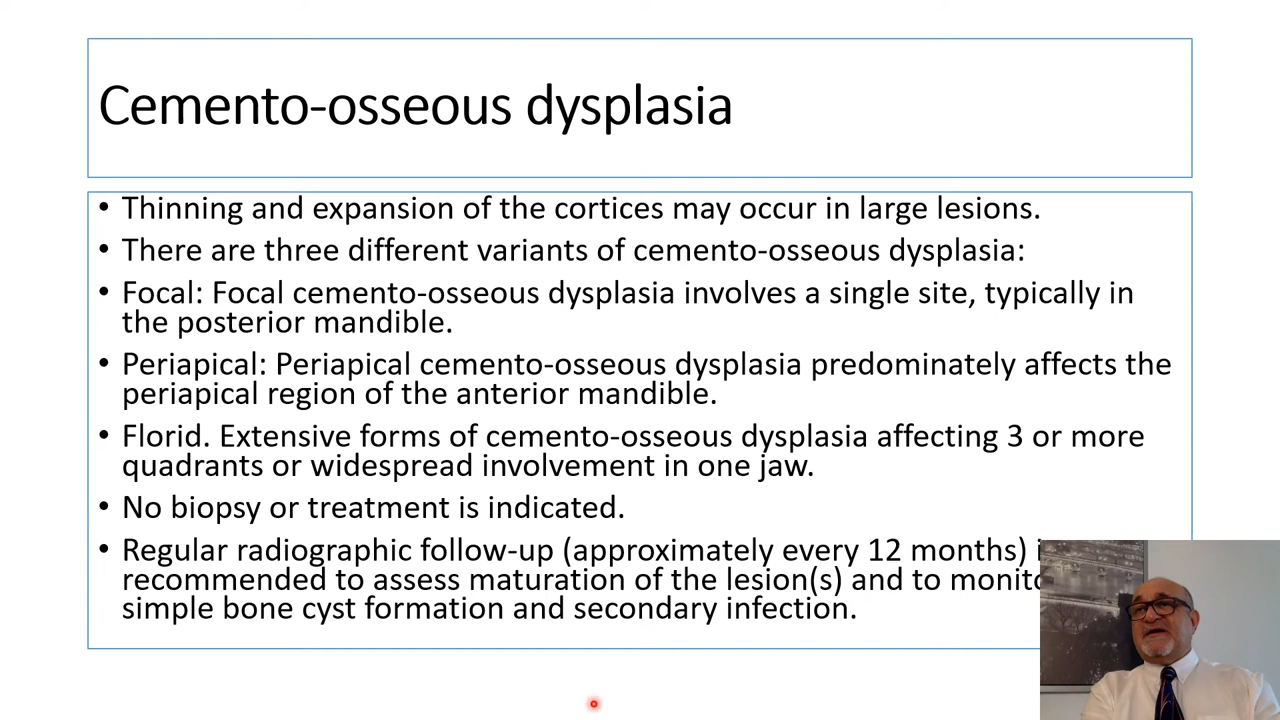 Cemento-osseous dysplasia
• Thinning and expansion of the cortices may occur in large lesions.
• There are three different variants of cemento-osseous dysplasia:
• Focal: Focal cemento-osseous dysplasia involves a single site, typically in
the posterior mandible.
• Periapical: Periapical cemento-osseous dysplasia predominately affects the
periapical region of the anterior mandible.
• Florid. Extensive forms of cemento-osseous dysplasia affecting 3 or more
quadrants or widespread involvement in one jaw.
• No biopsy or treatment is indicated.
• Regular radiographic follow-up (approximately every 12 months)
recommended to assess maturation of the lesion(s) and to
simple bone cyst formation and secondary infection.